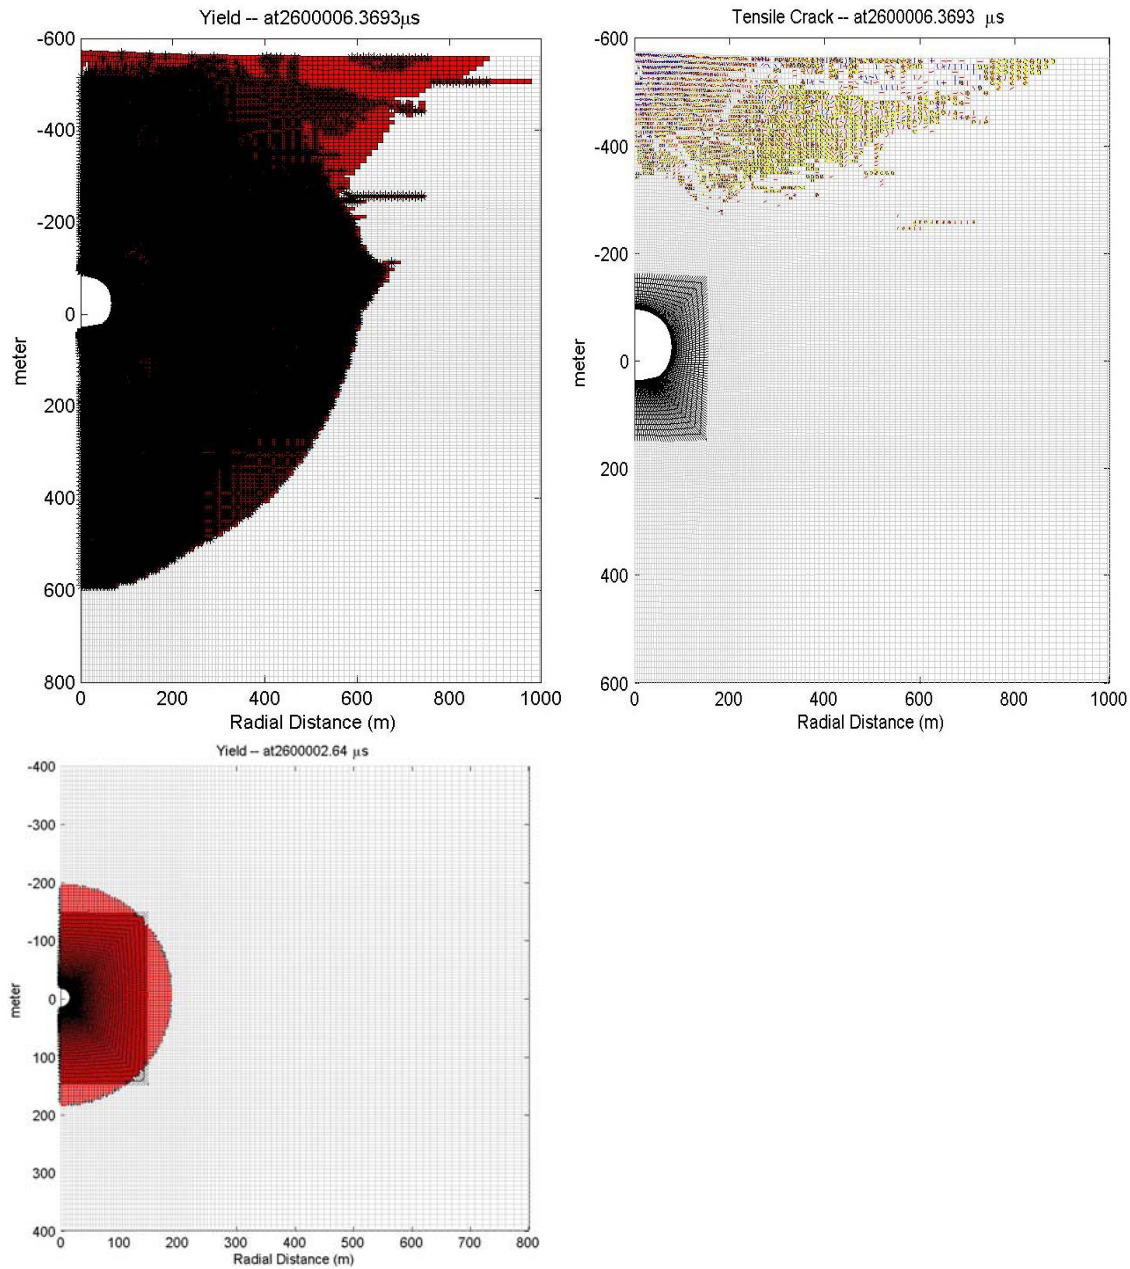 Yield -- at2600006.3693μs
-600
-400
-200
0
200
400
600
800
meter
0 200 400 600 800 1000
Radial Distance (m)
Tensile Crack -- at2600006.3693 μs
-600
-500
-400
-300
-200
0
200
400
600
meter
200 400 600 800 1000
Radial Distance (m)
Yield -- at2600002.64 μs
-400
-300
-200
-100
0
100
200
300
400
meter
0 100 200 300 400 500 600 700 800
Radial Distance (m)